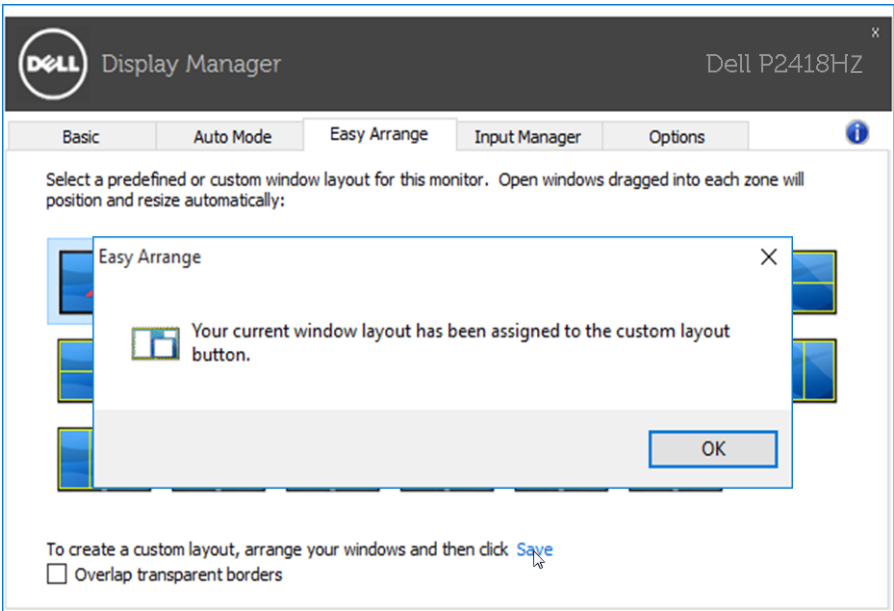 DELL
Display Manager
Dell P2418HZ
x
Basic
Auto Mode
Easy Arrange
Input Manager
Options
Select a predefined or custom window layout for this monitor. Open windows dragged into each zone will
position and resize automatically:
Easy Arrange
Your current window layout has been assigned to the custom layout
button.
OK
To create a custom layout, arrange your windows and then click Save
Overlap transparent borders